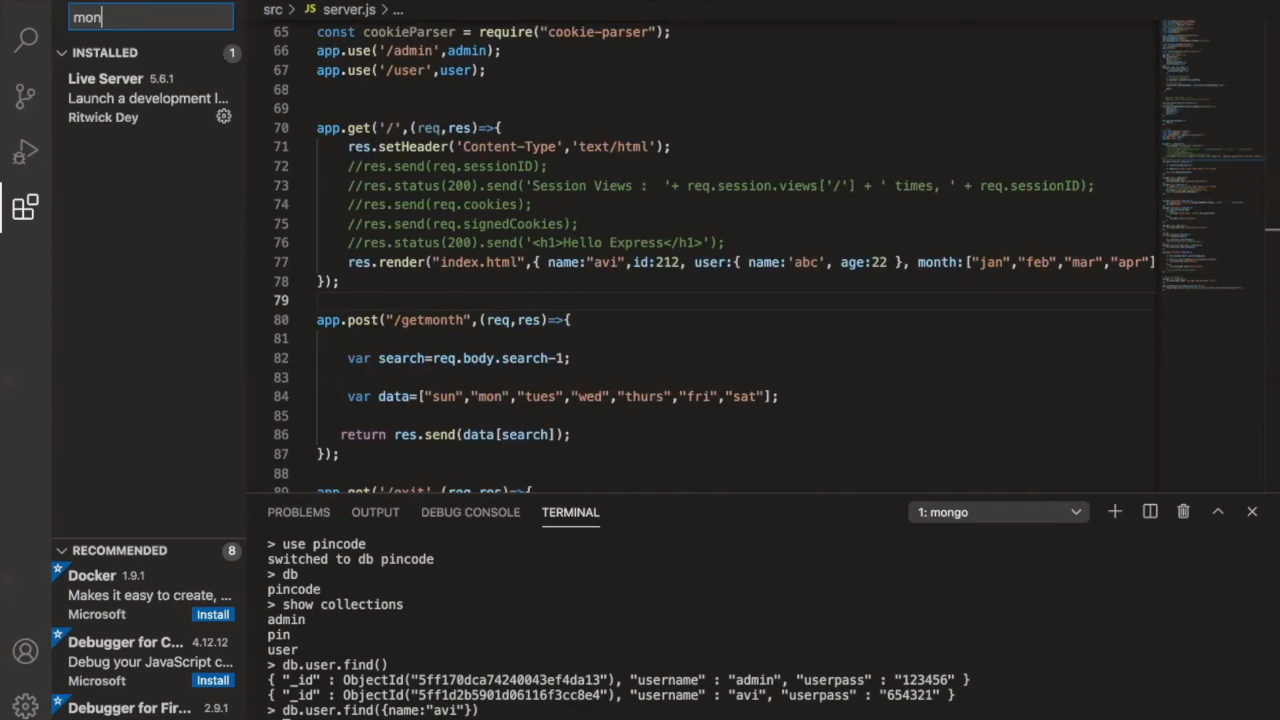 mon
INSTALLED 1
Live Server 5.6.1
Launch a development l...
Ritwick Dey
RECOMMENDED 8
Docker 1.9.1
Makes it easy to create, ...
Microsoft Install
Debugger for C... 4.12.12
Debug your JavaScript c...
Microsoft Install
Debugger for Fir... 2.9.1
src > JS server.js > ...
65 const cookieParser = require("cookie-parser");
66 app.use('/admin',admin);
67 app.use('/user',user);
68
69
70 app.get('/',(req,res)=>{
71 res.setHeader('Content-Type','text/html');
72 //res.send(req.sessionID);
73 //res.status(200).send('Session Views :  '+ req.session.views['/'] + ' times, ' + req.sessionID);
74 //res.send(req.cookies);
75 //res.send(req.signedCookies);
76 //res.status(200).send('<h1>Hello Express</h1>');
77 res.render("index.html",{ name:"avi",id:212, user:{ name:'abc', age:22 }, month:["jan","feb","mar","apr"]
78 });
79
80 app.post("/getmonth",(req,res)=>{
81
82 var search=req.body.search-1;
83
84 var data=["sun","mon","tues","wed","thurs","fri","sat"];
85
86 return res.send(data[search]);
87 });
88
89 app.get('/exit',(req,res)=>{
PROBLEMS OUTPUT DEBUG CONSOLE TERMINAL 1: mongo
> use pincode
switched to db pincode
> db
pincode
> show collections
admin
pin
user
> db.user.find()
{ "_id" : ObjectId("5ff170dca74240043ef4da13"), "username" : "admin", "userpass" : "123456" }
{ "_id" : ObjectId("5ff1d2b5901d06116f3cc8e4"), "username" : "avi", "userpass" : "654321" }
> db.user.find({name:"avi"})